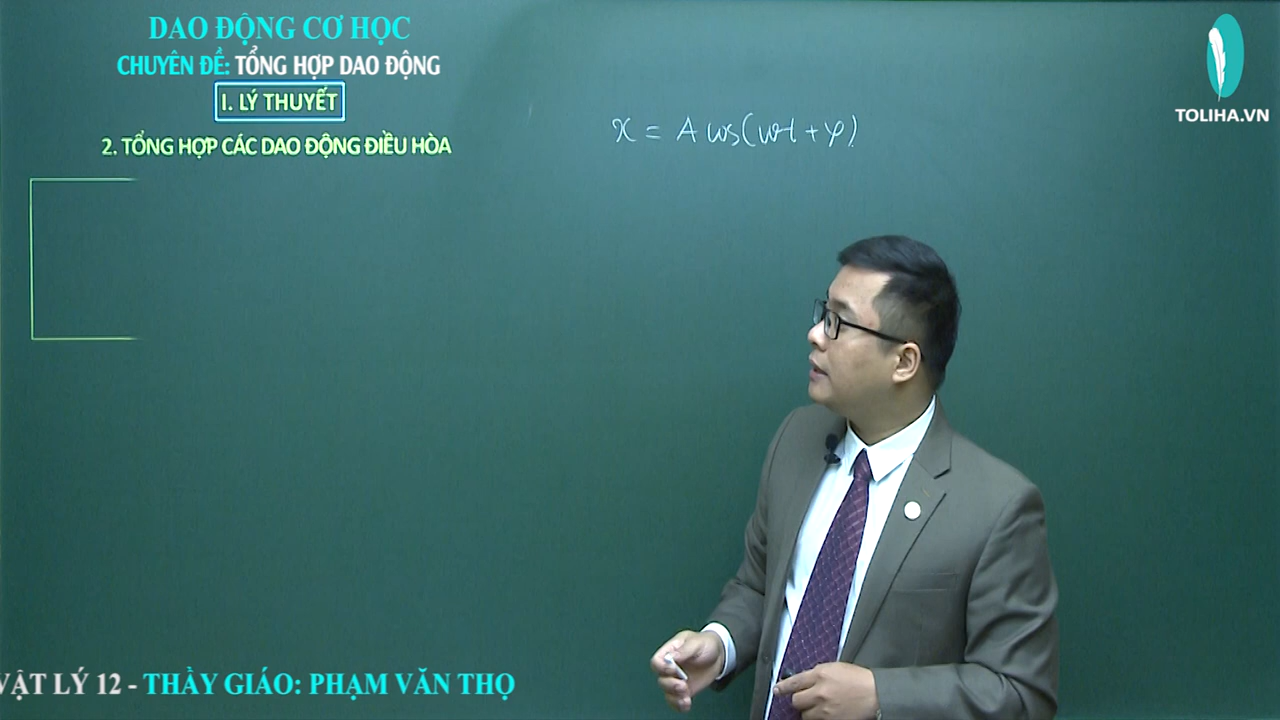 DAO ĐỘNG CƠ HỌC
CHUYÊN ĐỀ: TỔNG HỢP DAO ĐỘNG
I. LÝ THUYẾT
2. TỔNG HỢP CÁC DAO ĐỘNG ĐIỀU HÒA
x = A cos(ωt + φ)
TOLIHA.VN
VẬT LÝ 12 - THẦY GIÁO: PHẠM VĂN THỌ